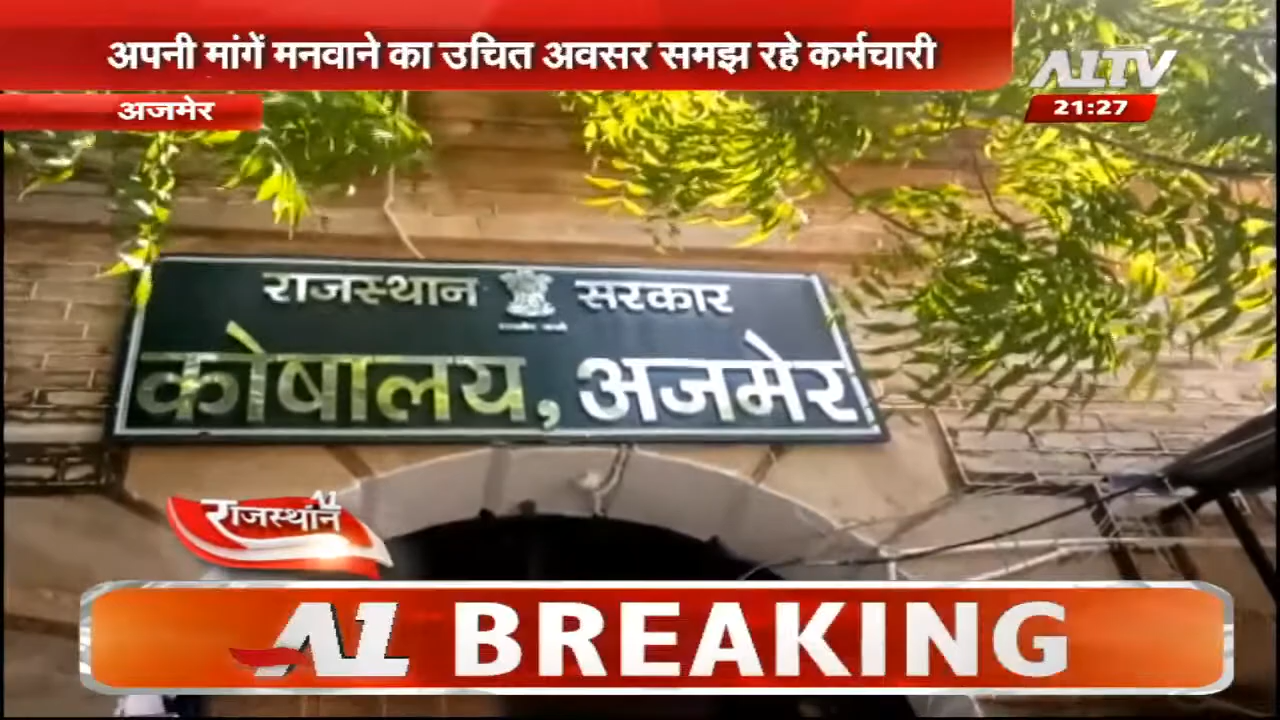 अपनी मांगें मनवाने का उचित अवसर समझ रहे कर्मचारी
अजमेर
A1TV
21:27
राजस्थान सरकार
कोषालय, अजमेर
A1
राजस्थान
A1 BREAKING